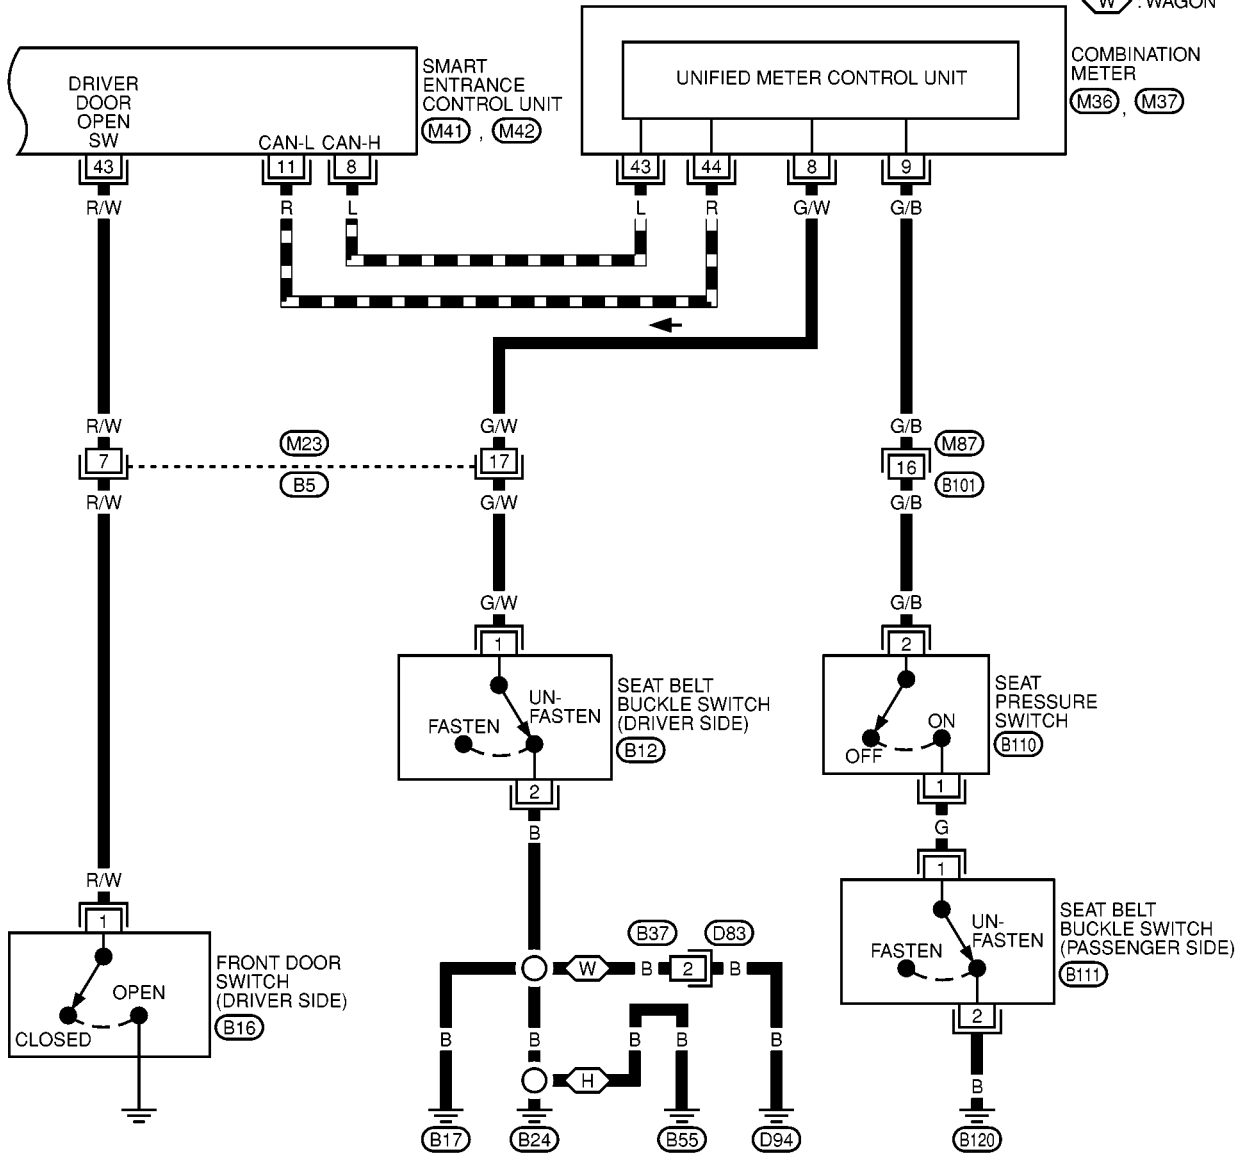 W : WAGON
DRIVER
DOOR
OPEN
SW
CAN-L CAN-H
SMART
ENTRANCE
CONTROL UNIT
M41 , M42
UNIFIED METER CONTROL UNIT
COMBINATION
METER
M36 , M37
43 11 8 43 44 8 9
R/W R L L R G/W G/B
R/W G/W G/B
M23 M87
7 17 16
B5 B101
R/W G/W G/B
G/W G/B
1 2
UN-
FASTEN
FASTEN
SEAT BELT
BUCKLE SWITCH
(DRIVER SIDE)
B12
ON
OFF
SEAT
PRESSURE
SWITCH
B110
2 1
B G
R/W 1
1
UN-
FASTEN
FASTEN
SEAT BELT
BUCKLE SWITCH
(PASSENGER SIDE)
B111
OPEN
CLOSED
FRONT DOOR
SWITCH
(DRIVER SIDE)
B16
B37 D83
W B 2 B
2
B B B B B
H
B
B17 B24 B55 D94 B120